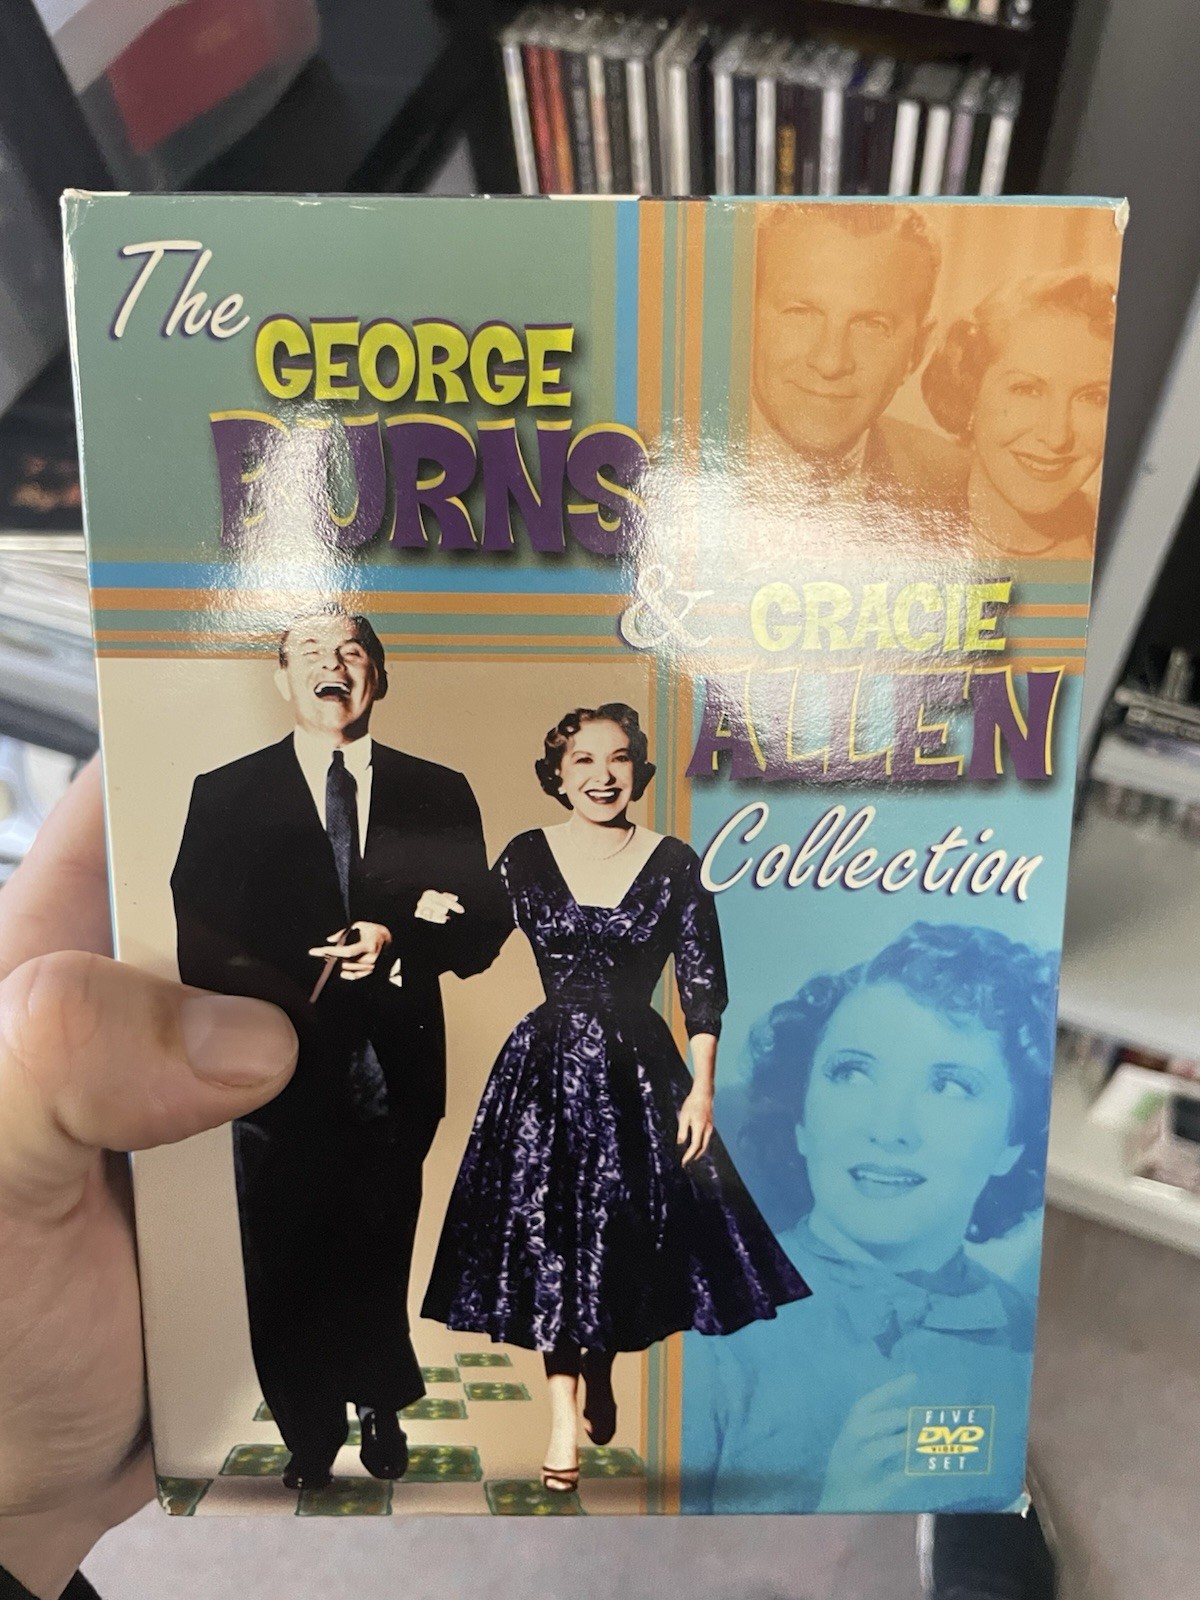 The
GEORGE
BURNS
& GRACIE
ALLEN
Collection
FIVE
DVD
VIDEO
SET